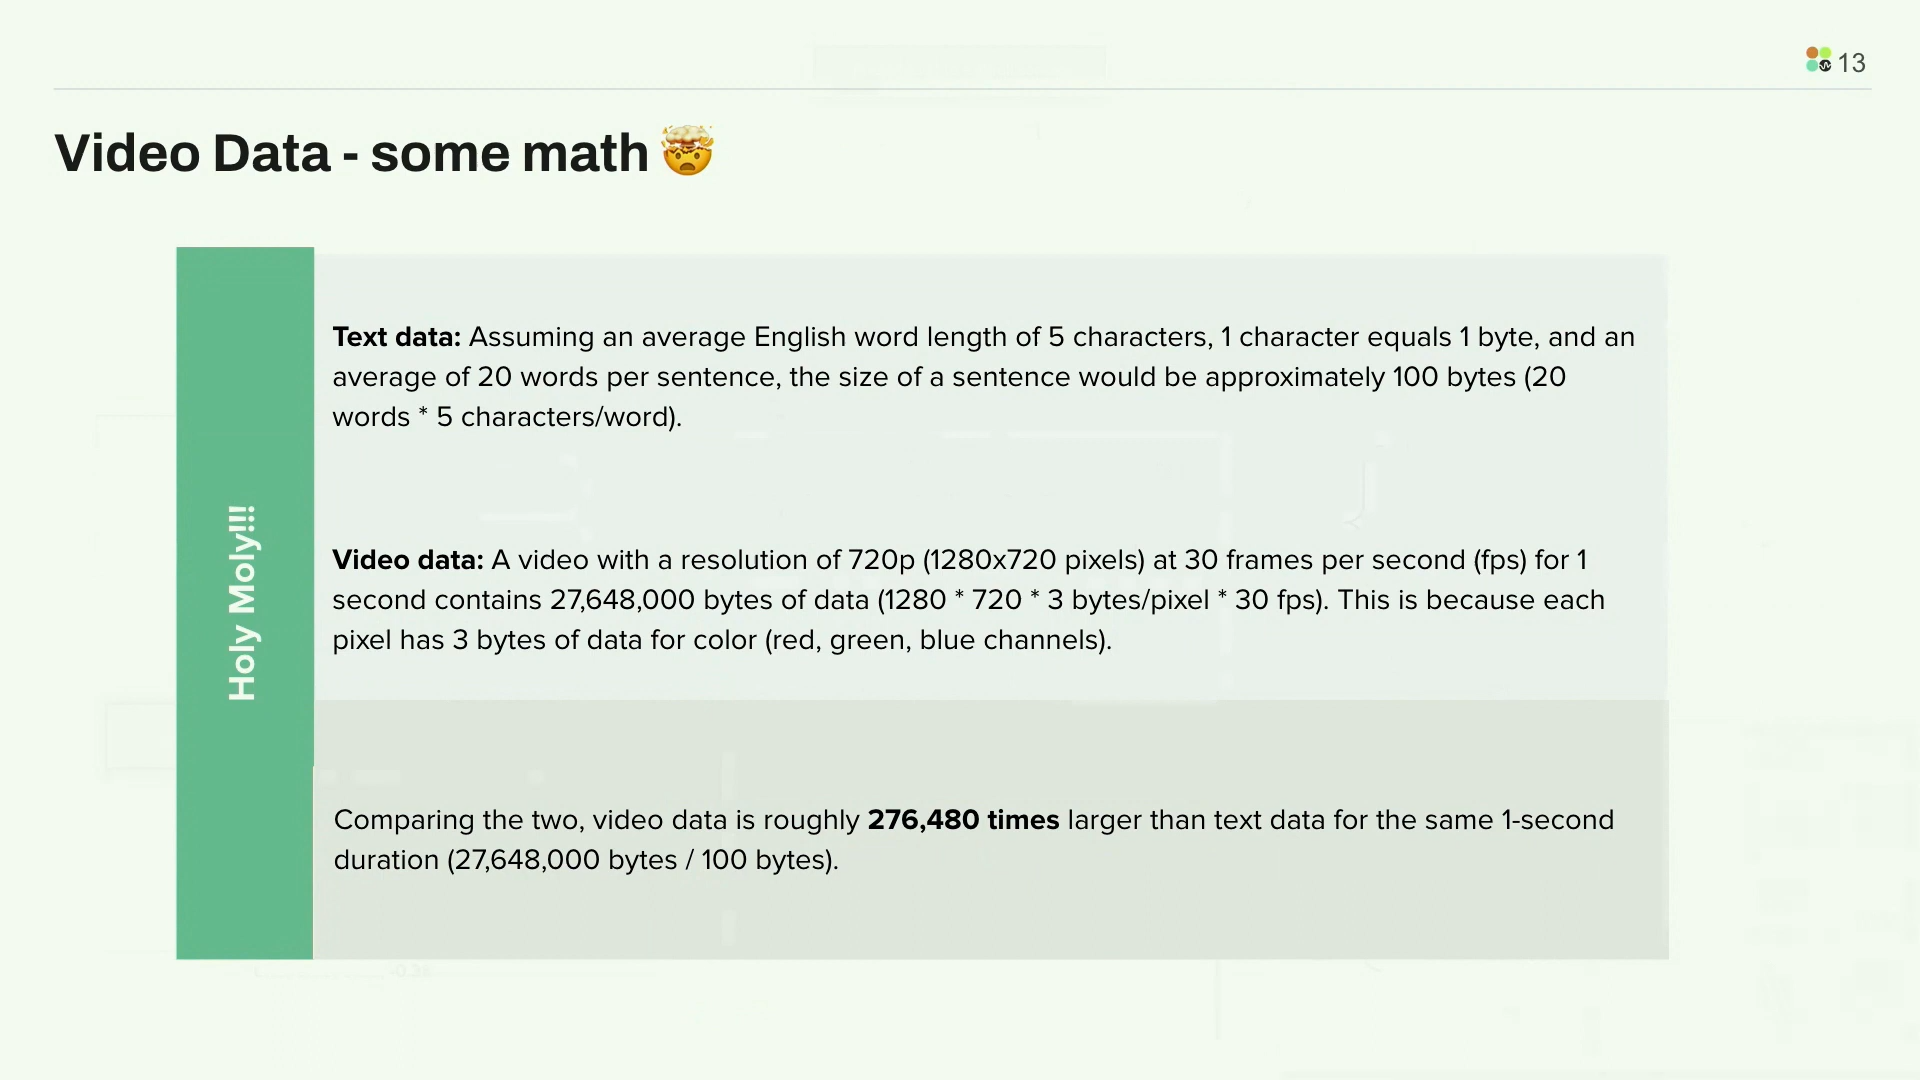 13
Video Data - some math 🤯
Holy Moly!!!
Text data: Assuming an average English word length of 5 characters, 1 character equals 1 byte, and an
average of 20 words per sentence, the size of a sentence would be approximately 100 bytes (20
words * 5 characters/word).
Video data: A video with a resolution of 720p (1280x720 pixels) at 30 frames per second (fps) for 1
second contains 27,648,000 bytes of data (1280 * 720 * 3 bytes/pixel * 30 fps). This is because each
pixel has 3 bytes of data for color (red, green, blue channels).
Comparing the two, video data is roughly 276,480 times larger than text data for the same 1-second
duration (27,648,000 bytes / 100 bytes).